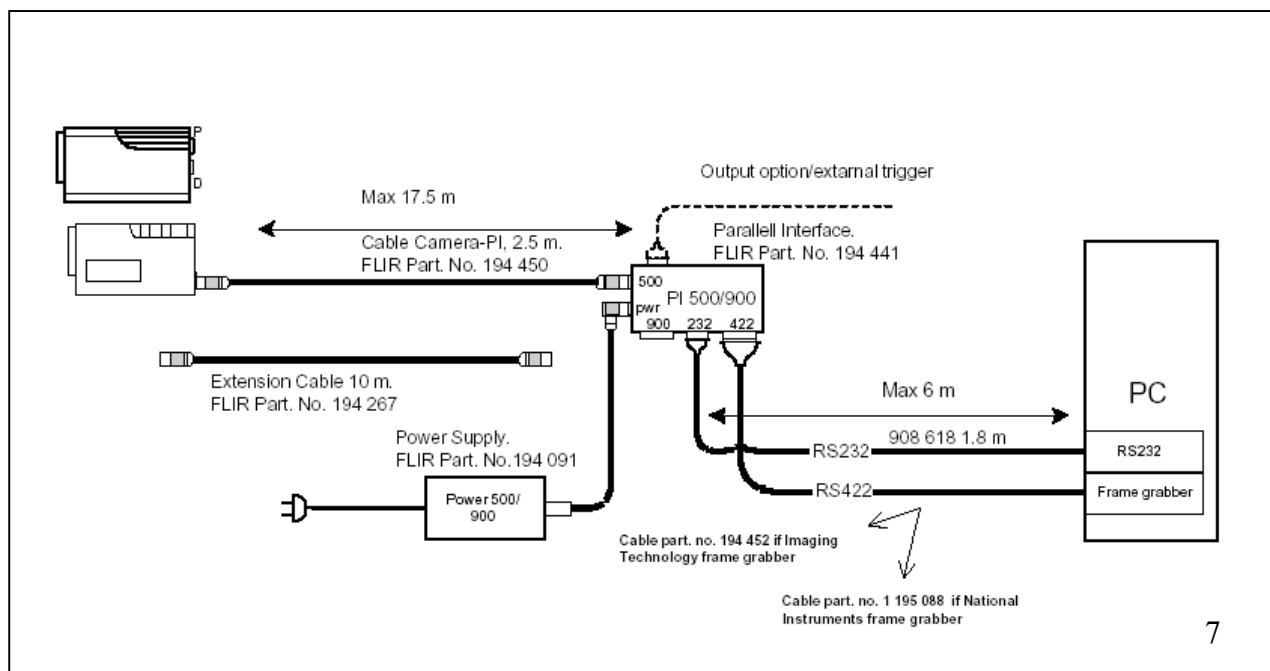 P
D
Output option/extarnal trigger
Max 17.5 m
Cable Camera-PI, 2.5 m.
FLIR Part. No. 194 450
Parallell Interface.
FLIR Part. No. 194 441
500
PI 500/900
pwr
900 232 422
Extension Cable 10 m.
FLIR Part. No. 194 267
Max 6 m
PC
Power Supply.
FLIR Part. No.194 091
908 618 1.8 m
RS232
RS232
Power 500/
900
RS422
Frame grabber
Cable part. no. 194 452 if Imaging
Technology frame grabber
Cable part. no. 1 195 088 if National
Instruments frame grabber
7